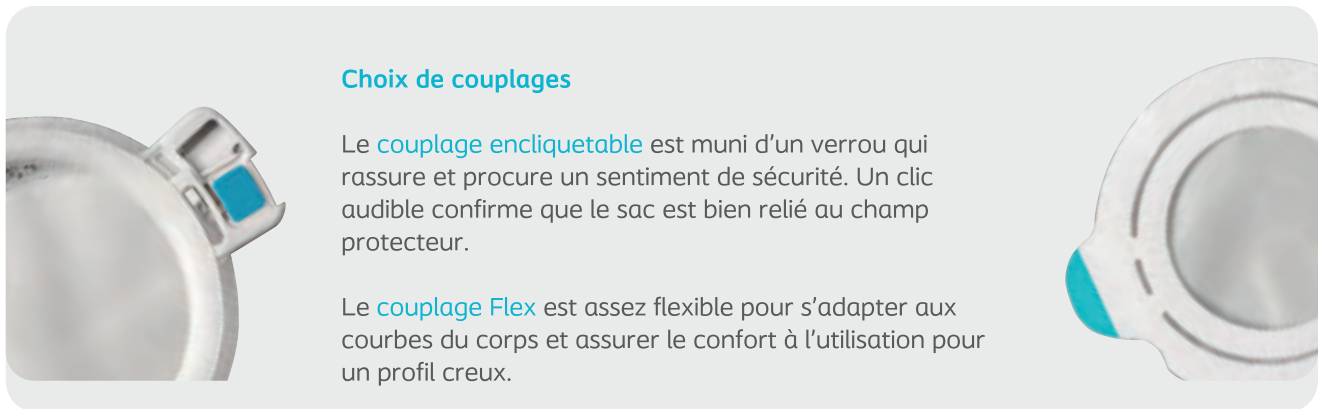 Choix de couplages
Le couplage encliquetable est muni d'un verrou qui
rassure et procure un sentiment de sécurité. Un clic
audible confirme que le sac est bien relié au champ
protecteur.
Le couplage Flex est assez flexible pour s'adapter aux
courbes du corps et assurer le confort à l'utilisation pour
un profil creux.